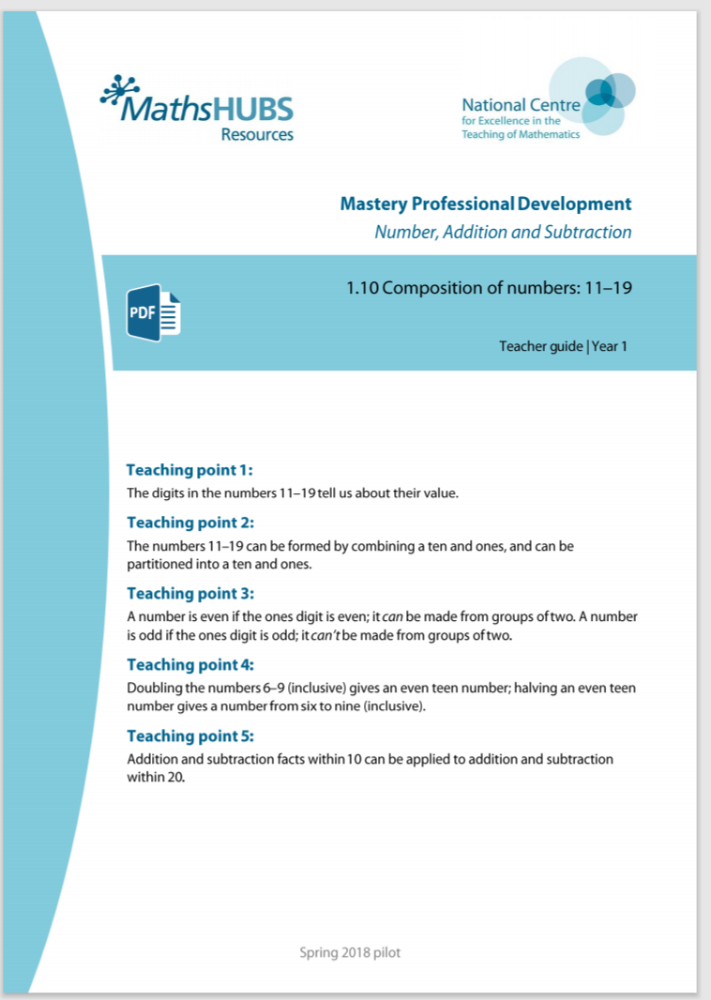 MathsHUBS
Resources
National Centre
for Excellence in the
Teaching of Mathematics
Mastery Professional Development
Number, Addition and Subtraction
PDF
1.10 Composition of numbers: 11–19
Teacher guide | Year 1
Teaching point 1:
The digits in the numbers 11–19 tell us about their value.
Teaching point 2:
The numbers 11–19 can be formed by combining a ten and ones, and can be
partitioned into a ten and ones.
Teaching point 3:
A number is even if the ones digit is even; it can be made from groups of two. A number
is odd if the ones digit is odd; it can't be made from groups of two.
Teaching point 4:
Doubling the numbers 6–9 (inclusive) gives an even teen number; halving an even teen
number gives a number from six to nine (inclusive).
Teaching point 5:
Addition and subtraction facts within 10 can be applied to addition and subtraction
within 20.
Spring 2018 pilot